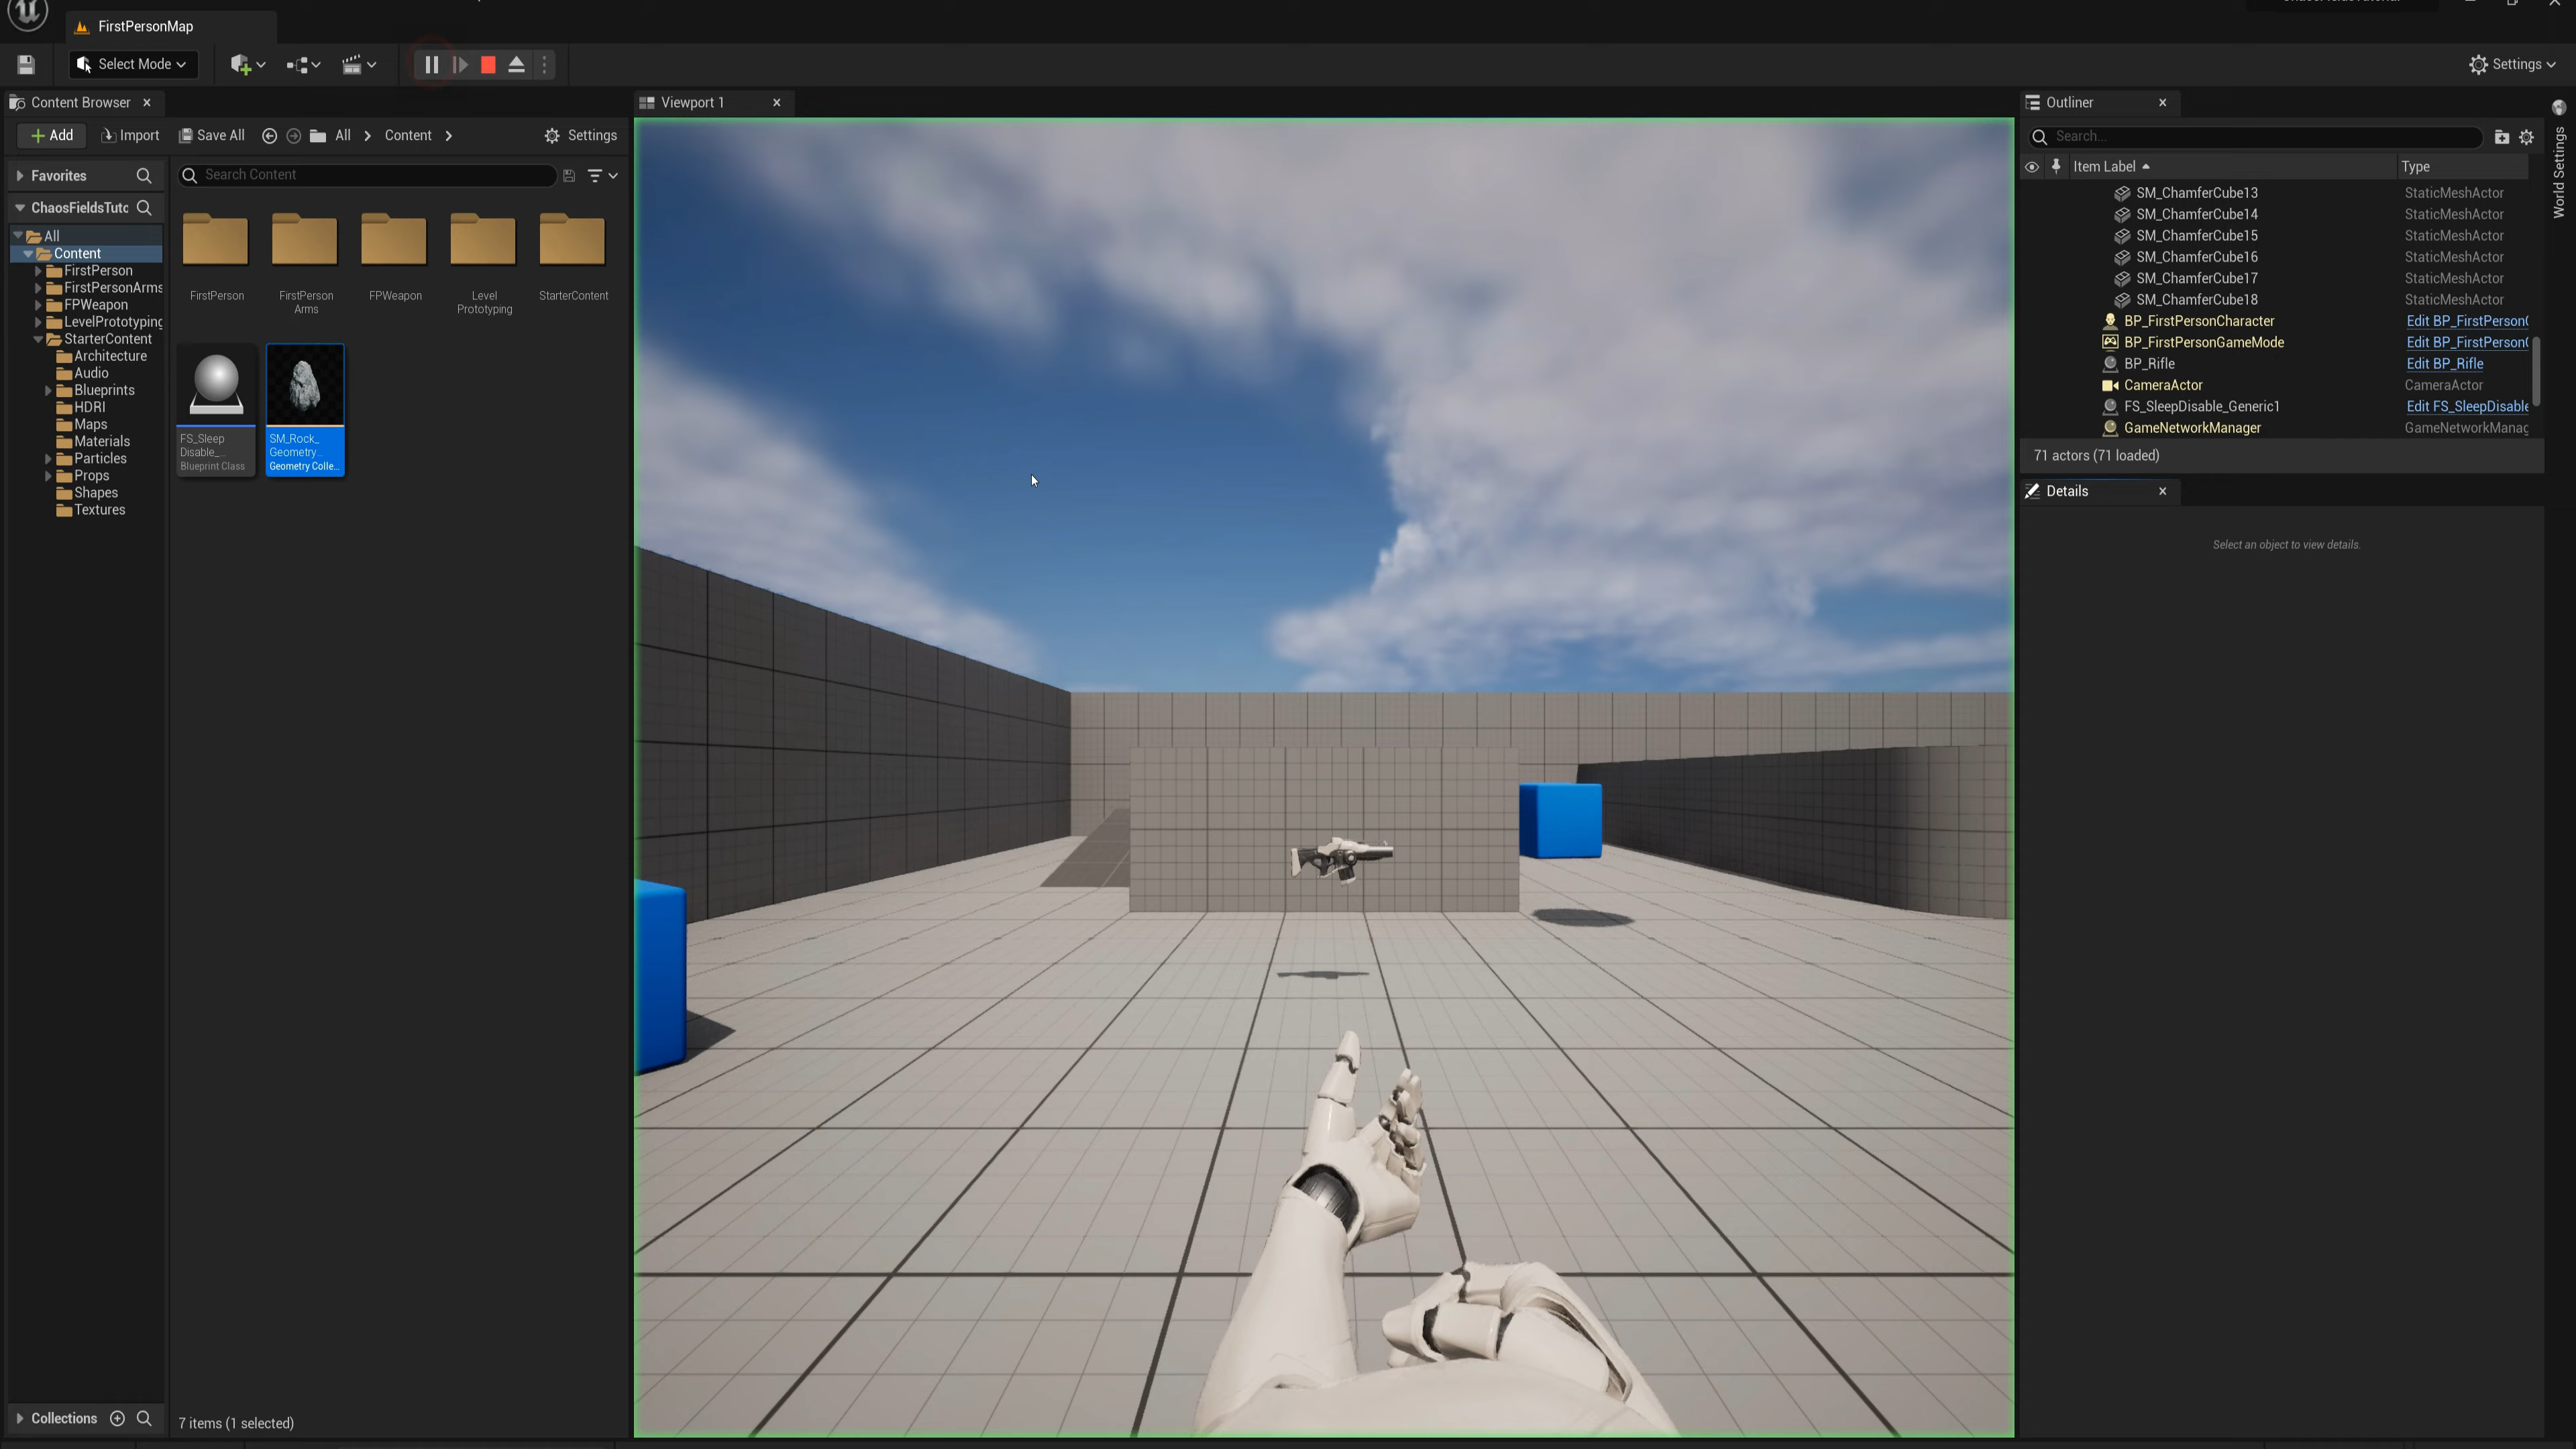 FirstPersonMap
Select Mode
Settings
Content Browser
Add
Import
Save All
All
Content
Settings
Favorites
Search Content
ChaosFieldsTuto
All
Content
FirstPerson
FirstPersonArms
FPWeapon
LevelPrototyping
StarterContent
Architecture
Audio
Blueprints
HDRI
Maps
Materials
Particles
Props
Shapes
Textures
FirstPerson
FirstPerson
Arms
FPWeapon
Level
Prototyping
StarterContent
FS_Sleep
Disable_...
Blueprint Class
SM_Rock_
Geometry...
Geometry Colle...
Collections
7 items (1 selected)
Viewport 1
Outliner
Search...
Item Label
Type
SM_ChamferCube13
StaticMeshActor
SM_ChamferCube14
StaticMeshActor
SM_ChamferCube15
StaticMeshActor
SM_ChamferCube16
StaticMeshActor
SM_ChamferCube17
StaticMeshActor
SM_ChamferCube18
StaticMeshActor
BP_FirstPersonCharacter
Edit BP_FirstPerson
BP_FirstPersonGameMode
Edit BP_FirstPerson
BP_Rifle
Edit BP_Rifle
CameraActor
CameraActor
FS_SleepDisable_Generic1
Edit FS_SleepDisable
GameNetworkManager
GameNetworkManag
71 actors (71 loaded)
World Settings
Details
Select an object to view details.